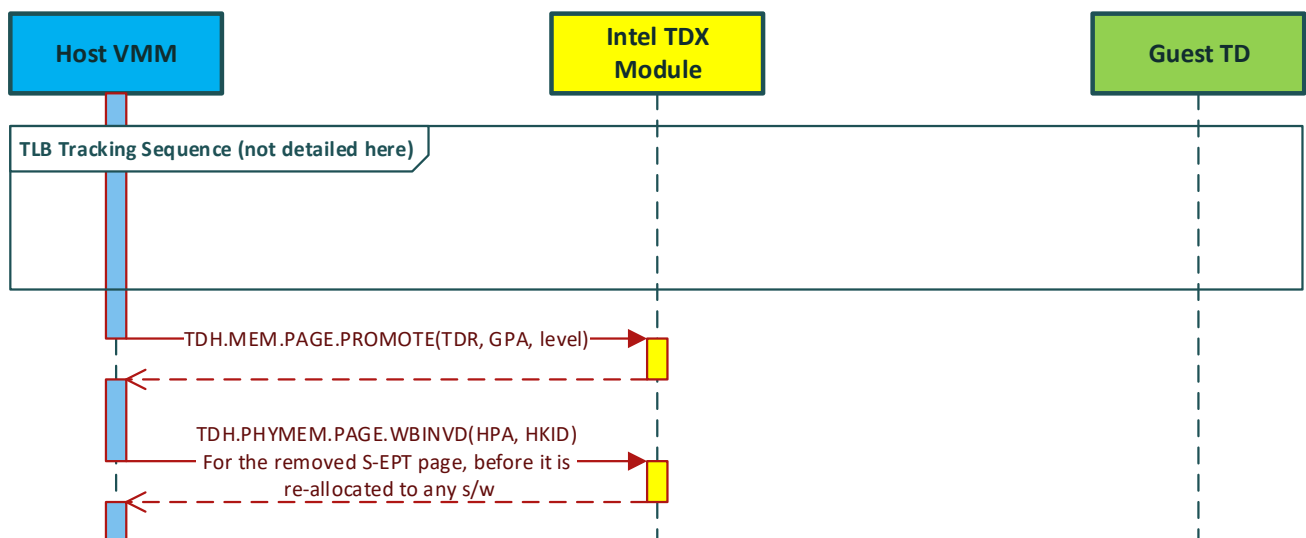 Host VMM
Intel TDX
Module
Guest TD
TLB Tracking Sequence (not detailed here)
TDH.MEM.PAGE.PROMOTE(TDR, GPA, level)
TDH.PHYMEM.PAGE.WBINVD(HPA, HKID)
For the removed S-EPT page, before it is
re-allocated to any s/w